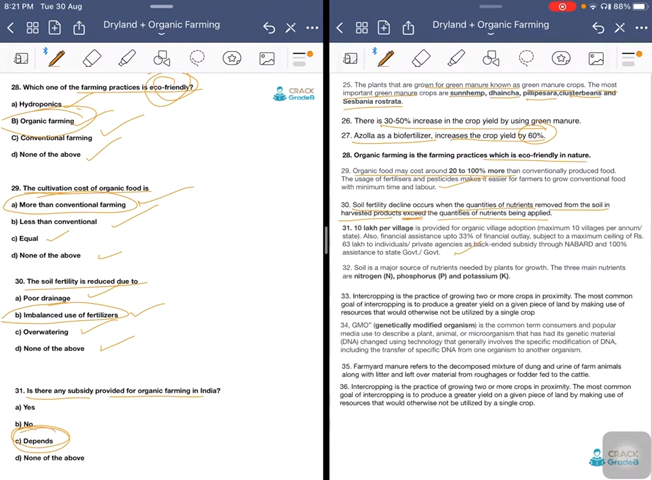 8:21 PM Tue 30 Aug
88%
Dryland + Organic Farming
Dryland + Organic Farming
28. Which one of the farming practices is eco-friendly?
a) Hydroponics
B) Organic farming
C) Conventional farming
d) None of the above
CRACK
GradeB
29. The cultivation cost of organic food is
a) More than conventional farming
b) Less than conventional
c) Equal
d) None of the above
30. The soil fertility is reduced due to
a) Poor drainage
b) Imbalanced use of fertilizers
c) Overwatering
d) None of the above
31. Is there any subsidy provided for organic farming in India?
a) Yes
b) No
c) Depends
d) None of the above
25. The plants that are grown for green manure known as green manure crops. The most
important green manure crops are sunnhemp, dhaincha, pillipesara,clusterbeans and
Sesbania rostrata.
26. There is 30-50% increase in the crop yield by using green manure.
27. Azolla as a biofertilizer, increases the crop yield by 60%.
28. Organic farming is the farming practices which is eco-friendly in nature.
29. Organic food may cost around 20 to 100% more than conventionally produced food.
The usage of fertilisers and pesticides makes it easier for farmers to grow conventional food
with minimum time and labour.
30. Soil fertility decline occurs when the quantities of nutrients removed from the soil in
harvested products exceed the quantities of nutrients being applied.
31. 10 lakh per village is provided for organic village adoption (maximum 10 villages per annum/
state). Also, financial assistance upto 33% of financial outlay, subject to a maximum ceiling of Rs.
63 lakh to individuals/ private agencies as back-ended subsidy through NABARD and 100%
assistance to state Govt./ Govt.
32. Soil is a major source of nutrients needed by plants for growth. The three main nutrients
are nitrogen (N), phosphorus (P) and potassium (K).
33. Intercropping is the practice of growing two or more crops in proximity. The most common
goal of intercropping is to produce a greater yield on a given piece of land by making use of
resources that would otherwise not be utilized by a single crop
34, GMO" (genetically modified organism) is the common term consumers and popular
media use to describe a plant, animal, or microorganism that has had its genetic material
(DNA) changed using technology that generally involves the specific modification of DNA,
including the transfer of specific DNA from one organism to another organism.
35. Farmyard manure refers to the decomposed mixture of dung and urine of farm animals
along with litter and left over material from roughages or fodder fed to the cattle.
36. Intercropping is the practice of growing two or more crops in proximity. The most common
goal of intercropping is to produce a greater yield on a given piece of land by making use of
resources that would otherwise not be utilized by a single crop.
CRACK
GradeB